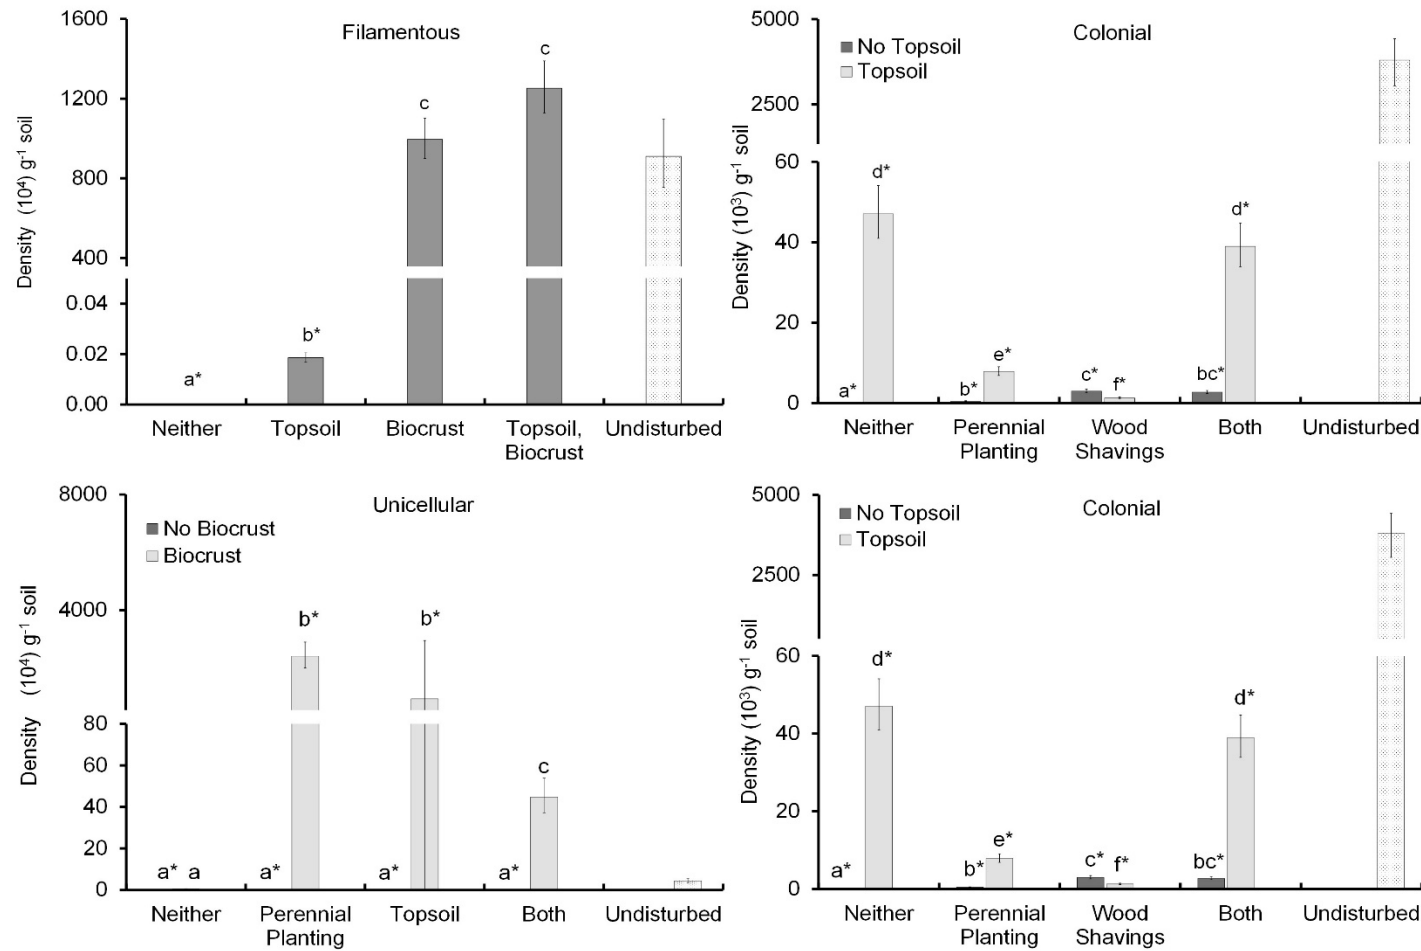 Filamentous
Density (10⁴) g⁻¹ soil
1600
1200
800
400
0.04
0.02
0.00
a*
b*
c
c
Neither
Topsoil
Biocrust
Topsoil,
Biocrust
Undisturbed
Colonial
No Topsoil
Topsoil
Density (10³) g⁻¹ soil
5000
2500
60
40
20
0
a*
d*
b*
e*
c*
f*
bc*
d*
Neither
Perennial
Planting
Wood
Shavings
Both
Undisturbed
Unicellular
No Biocrust
Biocrust
Density (10⁴) g⁻¹ soil
8000
4000
80
60
40
20
0
a*
a
a*
b*
a*
b*
a*
c
Neither
Perennial
Planting
Topsoil
Both
Undisturbed
Colonial
No Topsoil
Topsoil
Density (10³) g⁻¹ soil
5000
2500
60
40
20
0
a*
d*
b*
e*
c*
f*
bc*
d*
Neither
Perennial
Planting
Wood
Shavings
Both
Undisturbed